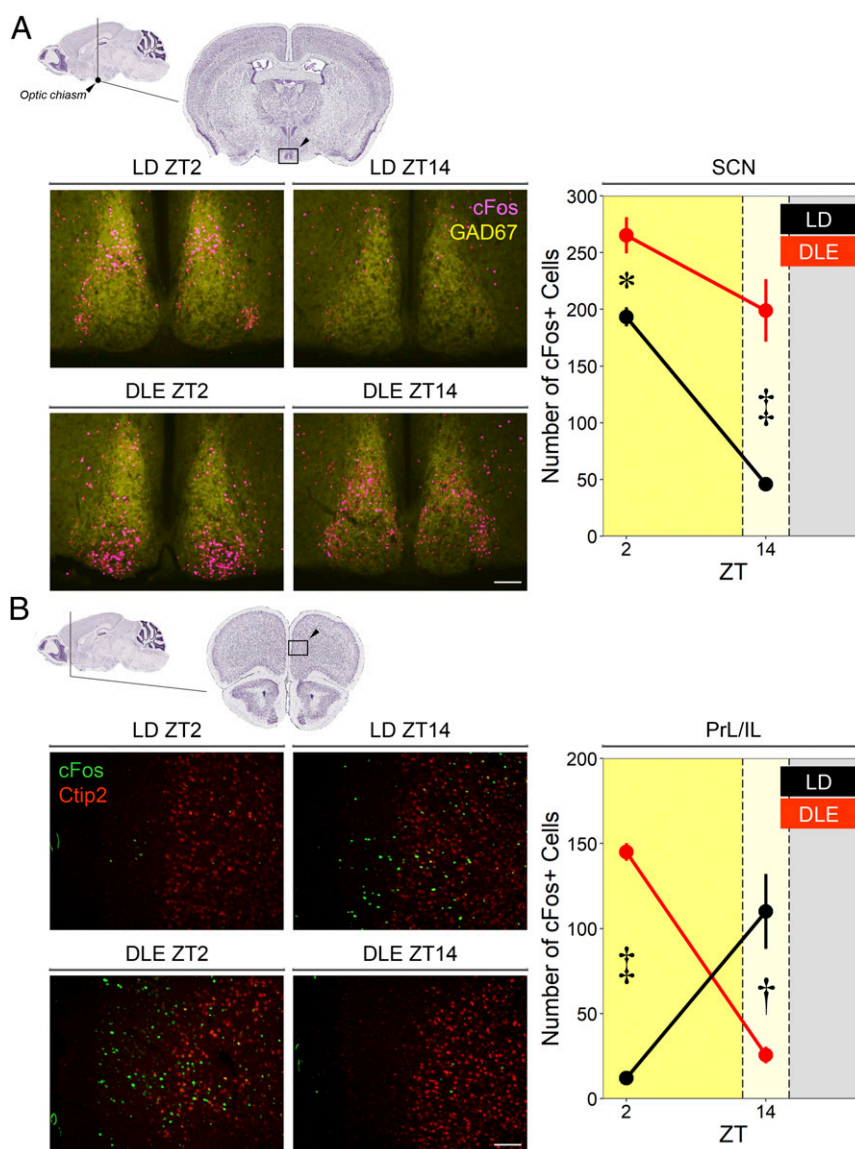 A
Optic chiasm
LD ZT2
LD ZT14
cFos
GAD67
DLE ZT2
DLE ZT14
SCN
LD
DLE
Number of cFos+ Cells
300
250
200
150
100
50
0
*
‡
2
14
ZT
B
LD ZT2
LD ZT14
cFos
Ctip2
DLE ZT2
DLE ZT14
PrL/IL
LD
DLE
Number of cFos+ Cells
200
150
100
50
0
‡
†
2
14
ZT